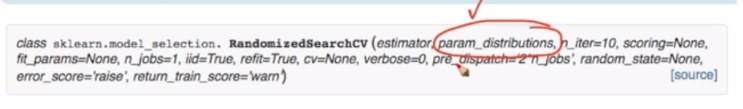 class sklearn.model_selection. RandomizedSearchCV (estimator, param_distributions, n_iter=10, scoring=None,
fit_params=None, n_jobs=1, iid=True, refit=True, cv=None, verbose=0, pre_dispatch='2*n_jobs', random_state=None,
error_score='raise', return_train_score='warn') [source]